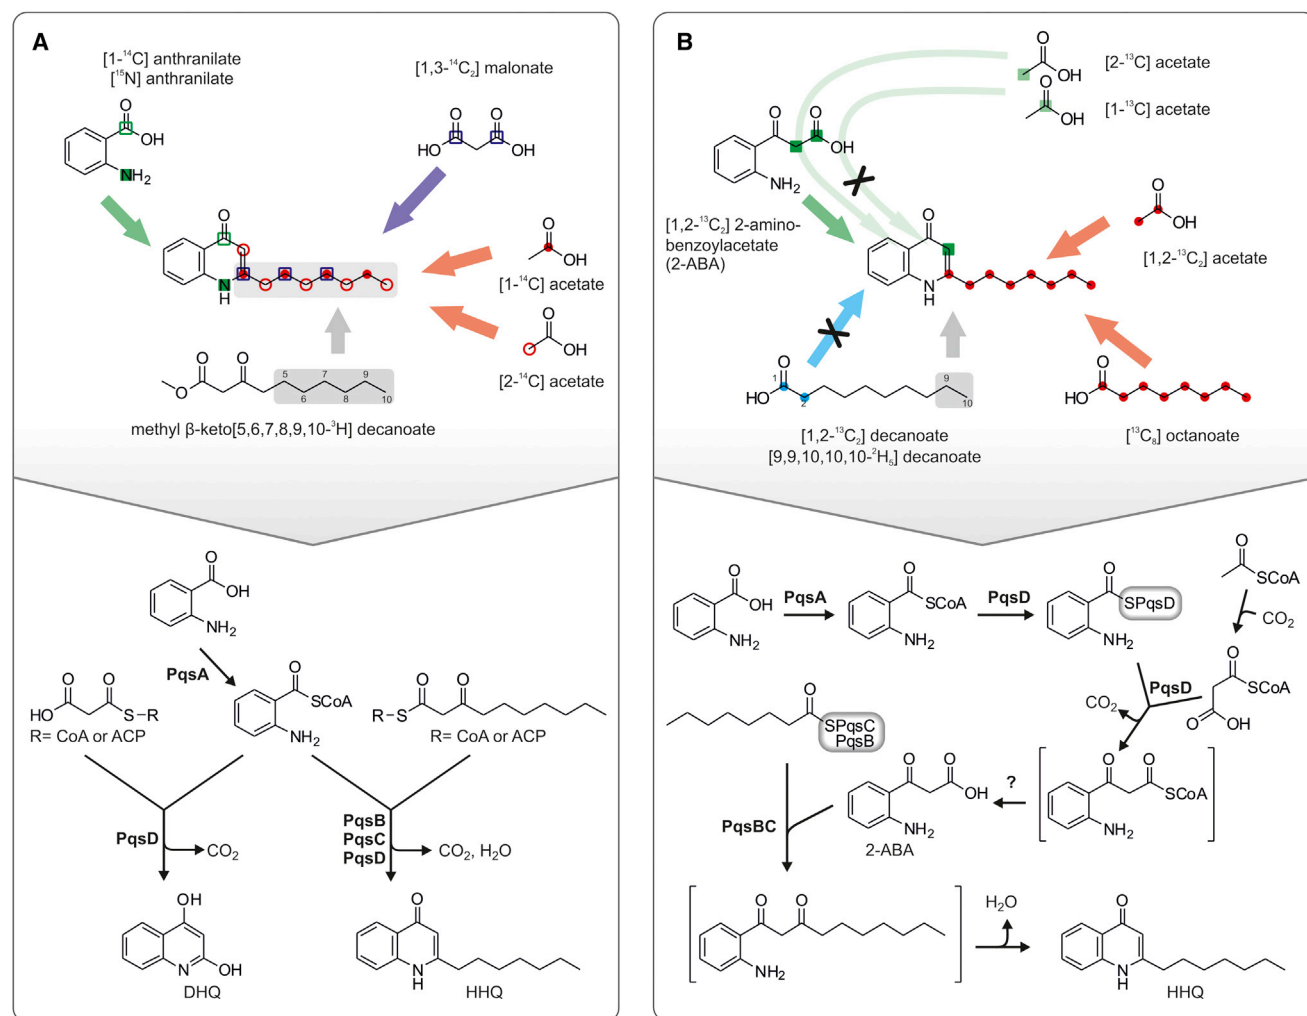 A
[1-¹⁴C] anthranilate
[¹⁵N] anthranilate
[1,3-¹⁴C₂] malonate
O
OH
NH₂
O O
HO OH
O
N
H
O
OH
[1-¹⁴C] acetate
O
OH
[2-¹⁴C] acetate
O O
O
5 7 9
6 8 10
methyl β-keto[5,6,7,8,9,10-³H] decanoate
O
OH
NH₂
PqsA
O O
HO S-R
R= CoA or ACP
O
SCoA
NH₂
O O
R-S
R= CoA or ACP
PqsD
CO₂
PqsB
PqsC
PqsD
CO₂, H₂O
OH
N OH
DHQ
O
N
H
HHQ
B
O
OH
[2-¹³C] acetate
O
OH
[1-¹³C] acetate
O O
OH
NH₂
[1,2-¹³C₂] 2-amino-
benzoylacetate
(2-ABA)
O
N
H
O
OH
[1,2-¹³C₂] acetate
O
1
HO
2
9
10
[1,2-¹³C₂] decanoate
[9,9,10,10,10-²H₅] decanoate
O
HO
[¹³C₈] octanoate
O
OH
NH₂
PqsA
O
SCoA
NH₂
PqsD
O
SPqsD
NH₂
O
SCoA
CO₂
O
SCoA
O OH
PqsD
CO₂
O
SPqsC
PqsB
O O
OH
NH₂
2-ABA
?
O O
SCoA
NH₂
PqsBC
O O
NH₂
H₂O
O
N
H
HHQ